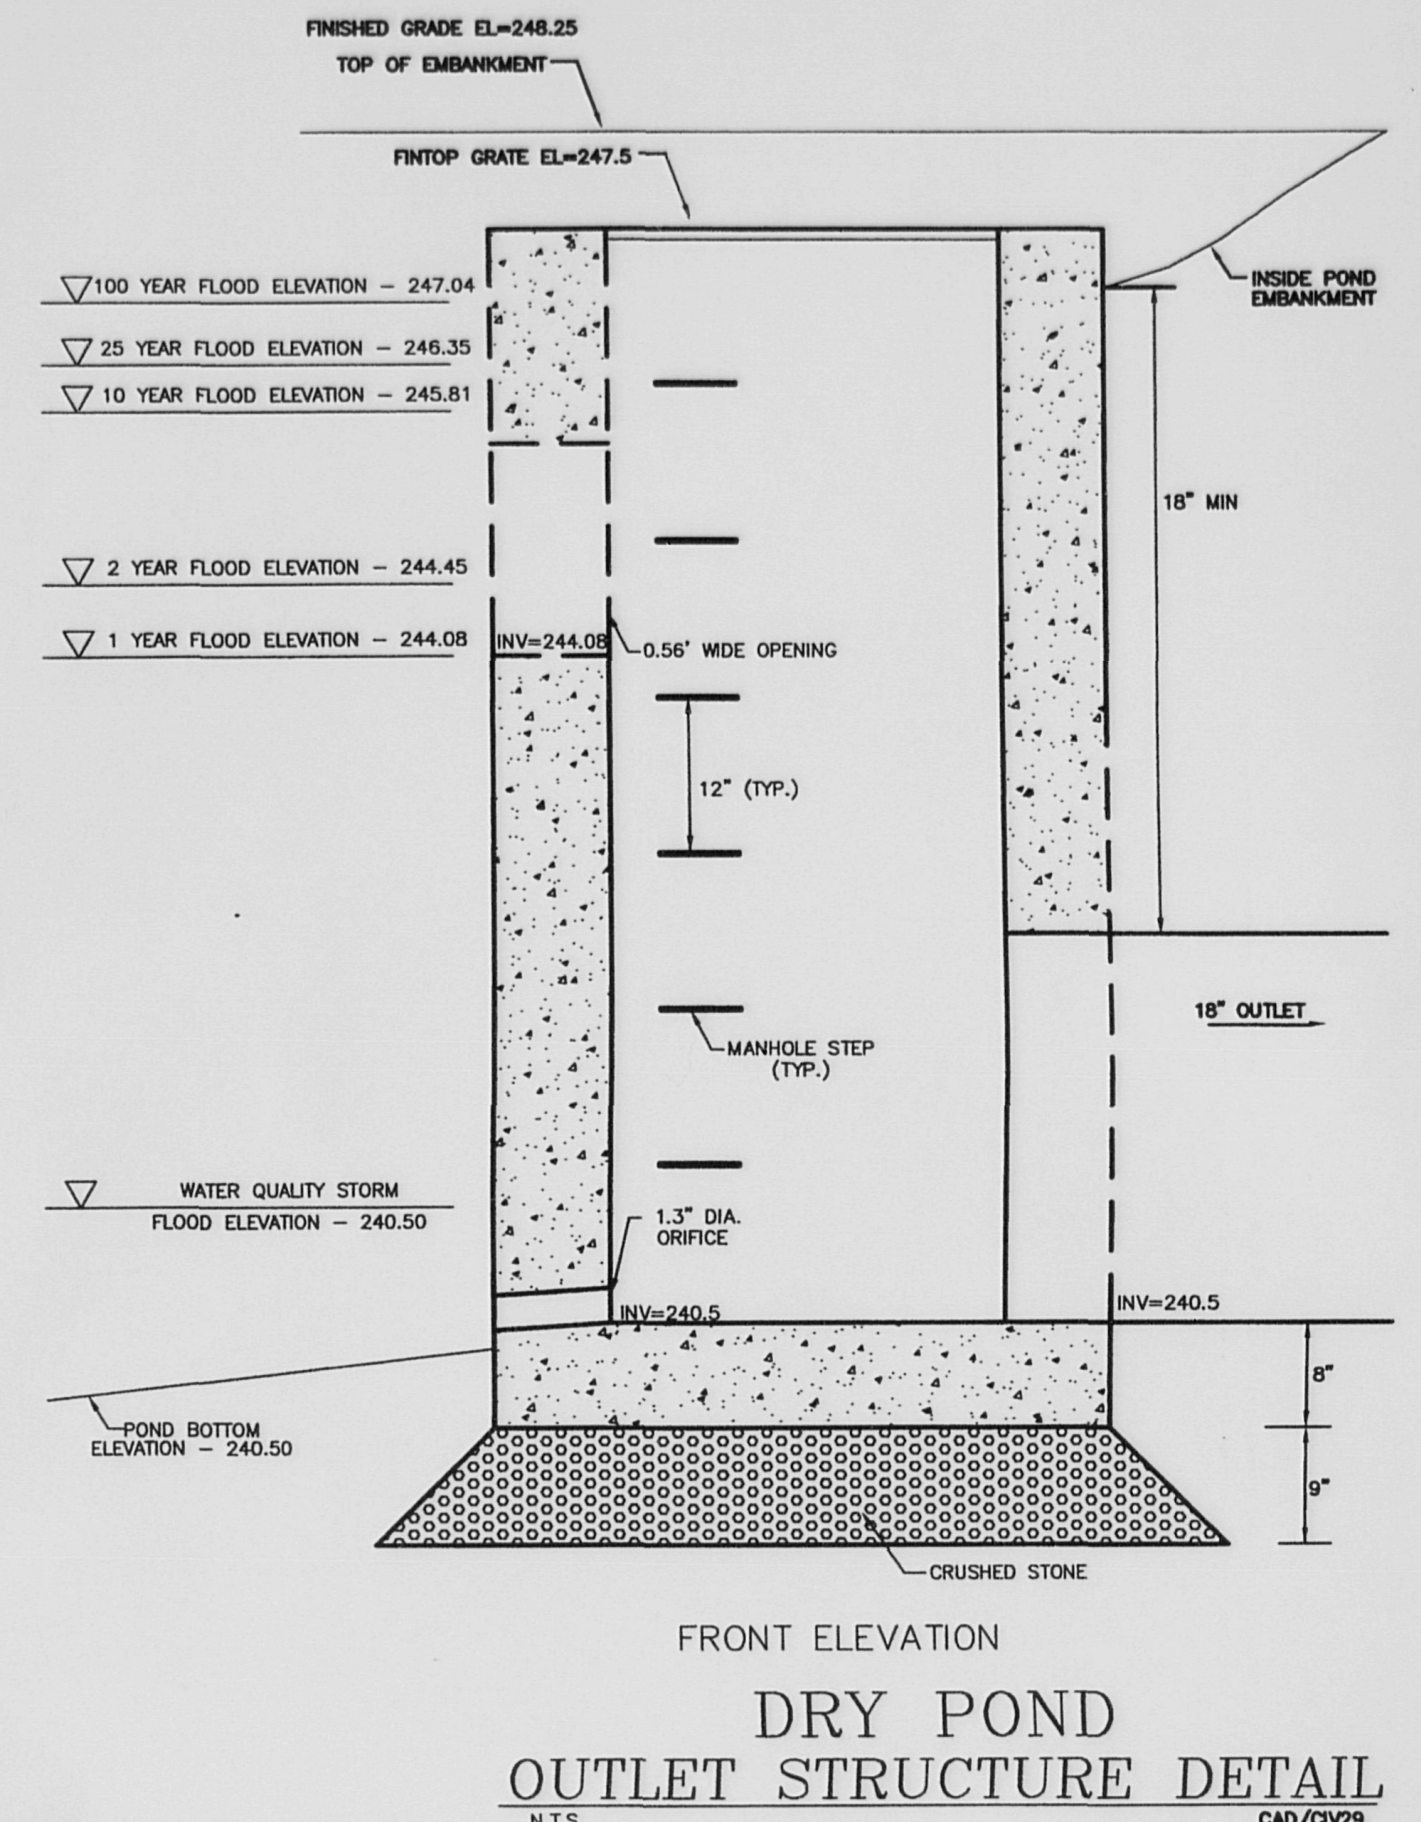 FINISHED GRADE EL=248.25
TOP OF EMBANKMENT
FINTOP GRATE EL=247.5
100 YEAR FLOOD ELEVATION - 247.04
INSIDE POND
EMBANKMENT
25 YEAR FLOOD ELEVATION - 246.35
10 YEAR FLOOD ELEVATION - 245.81
18" MIN
2 YEAR FLOOD ELEVATION - 244.45
1 YEAR FLOOD ELEVATION - 244.08
INV=244.08
0.56' WIDE OPENING
12" (TYP.)
18" OUTLET
MANHOLE STEP
(TYP.)
WATER QUALITY STORM
FLOOD ELEVATION - 240.50
1.3" DIA.
ORIFICE
INV=240.5
INV=240.5
8"
POND BOTTOM
ELEVATION - 240.50
9"
CRUSHED STONE
FRONT ELEVATION
DRY POND
OUTLET STRUCTURE DETAIL
N.T.S.
CAD/CIV29